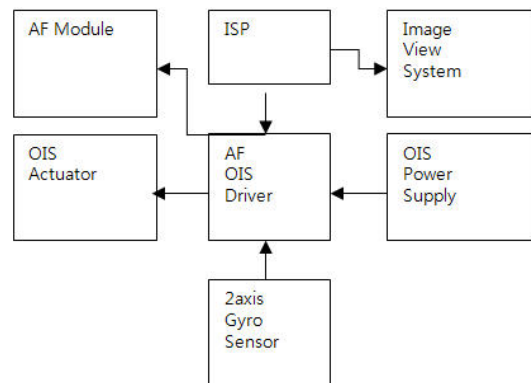 AF Module
ISP
Image
View
System
OIS
Actuator
AF
OIS
Driver
OIS
Power
Supply
2axis
Gyro
Sensor